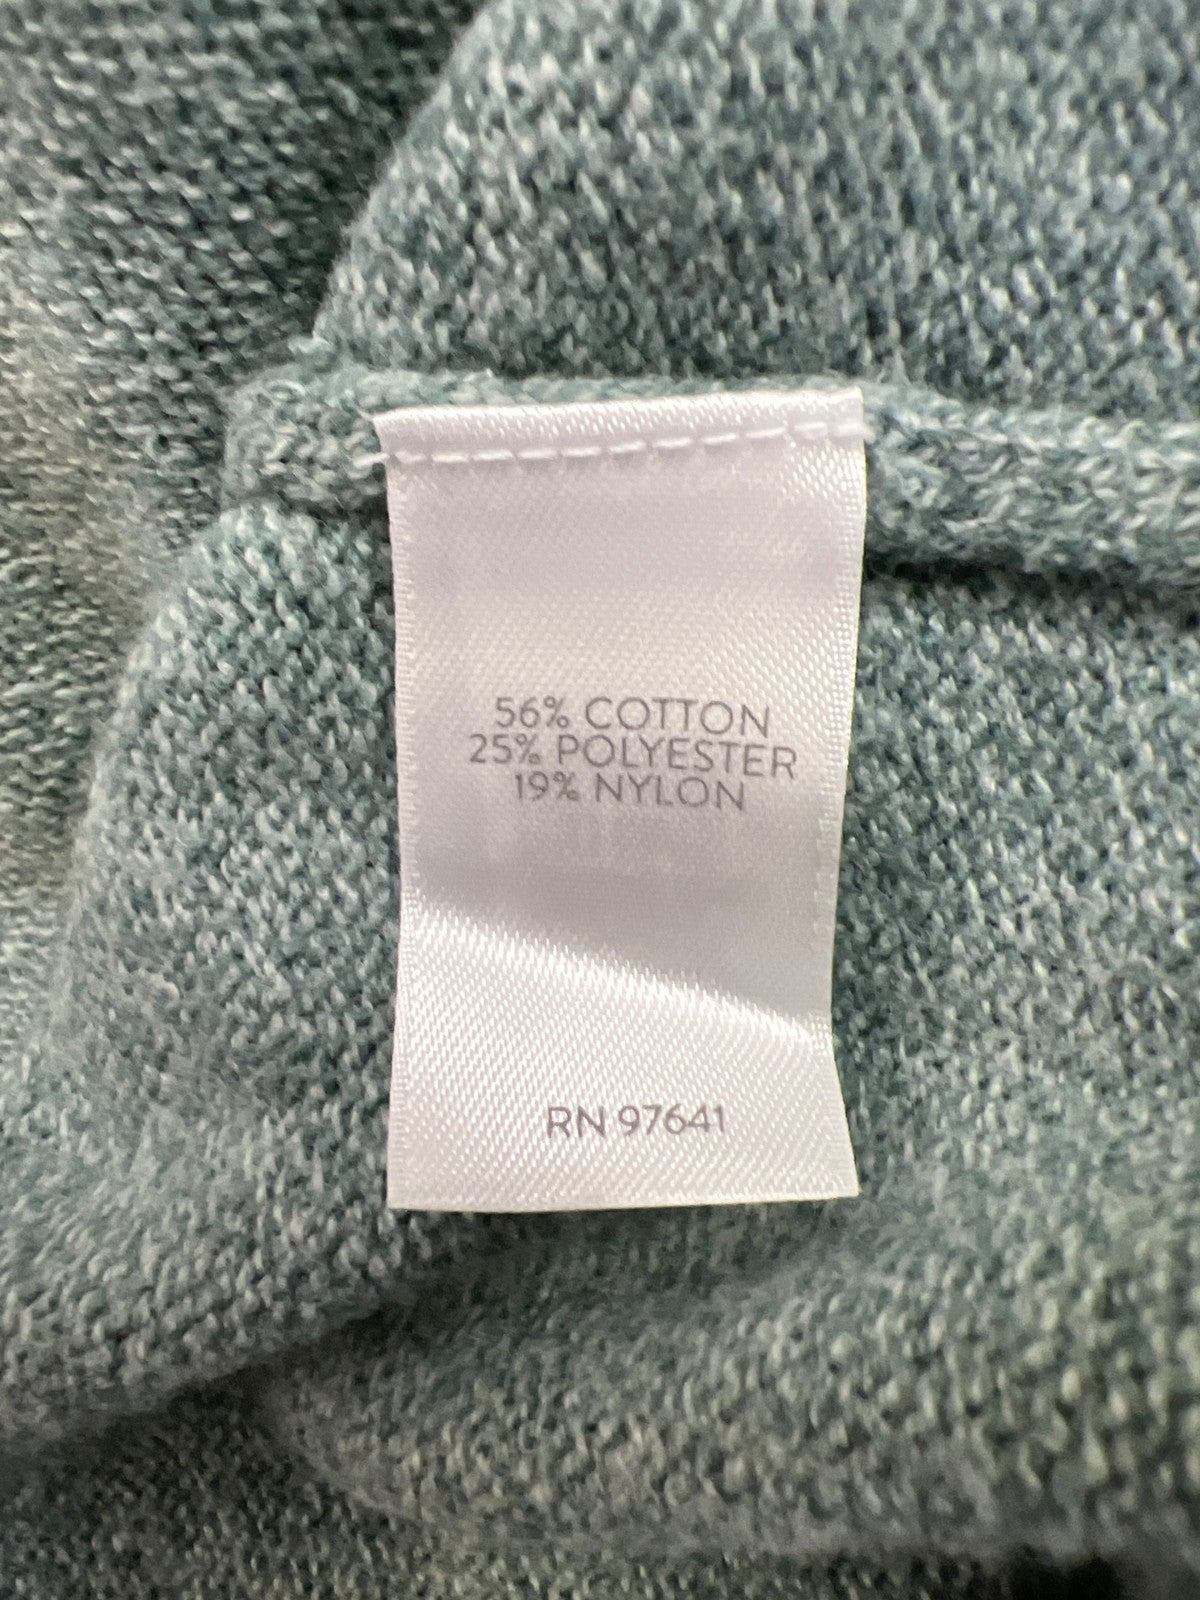 56% COTTON
25% POLYESTER
19% NYLON
RN 97641